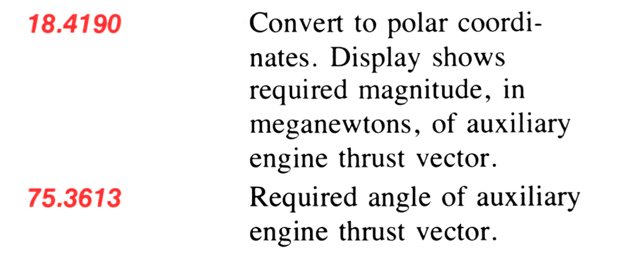 18.4190 Convert to polar coordi-
nates. Display shows
required magnitude, in
meganewtons, of auxiliary
engine thrust vector.
75.3613 Required angle of auxiliary
engine thrust vector.